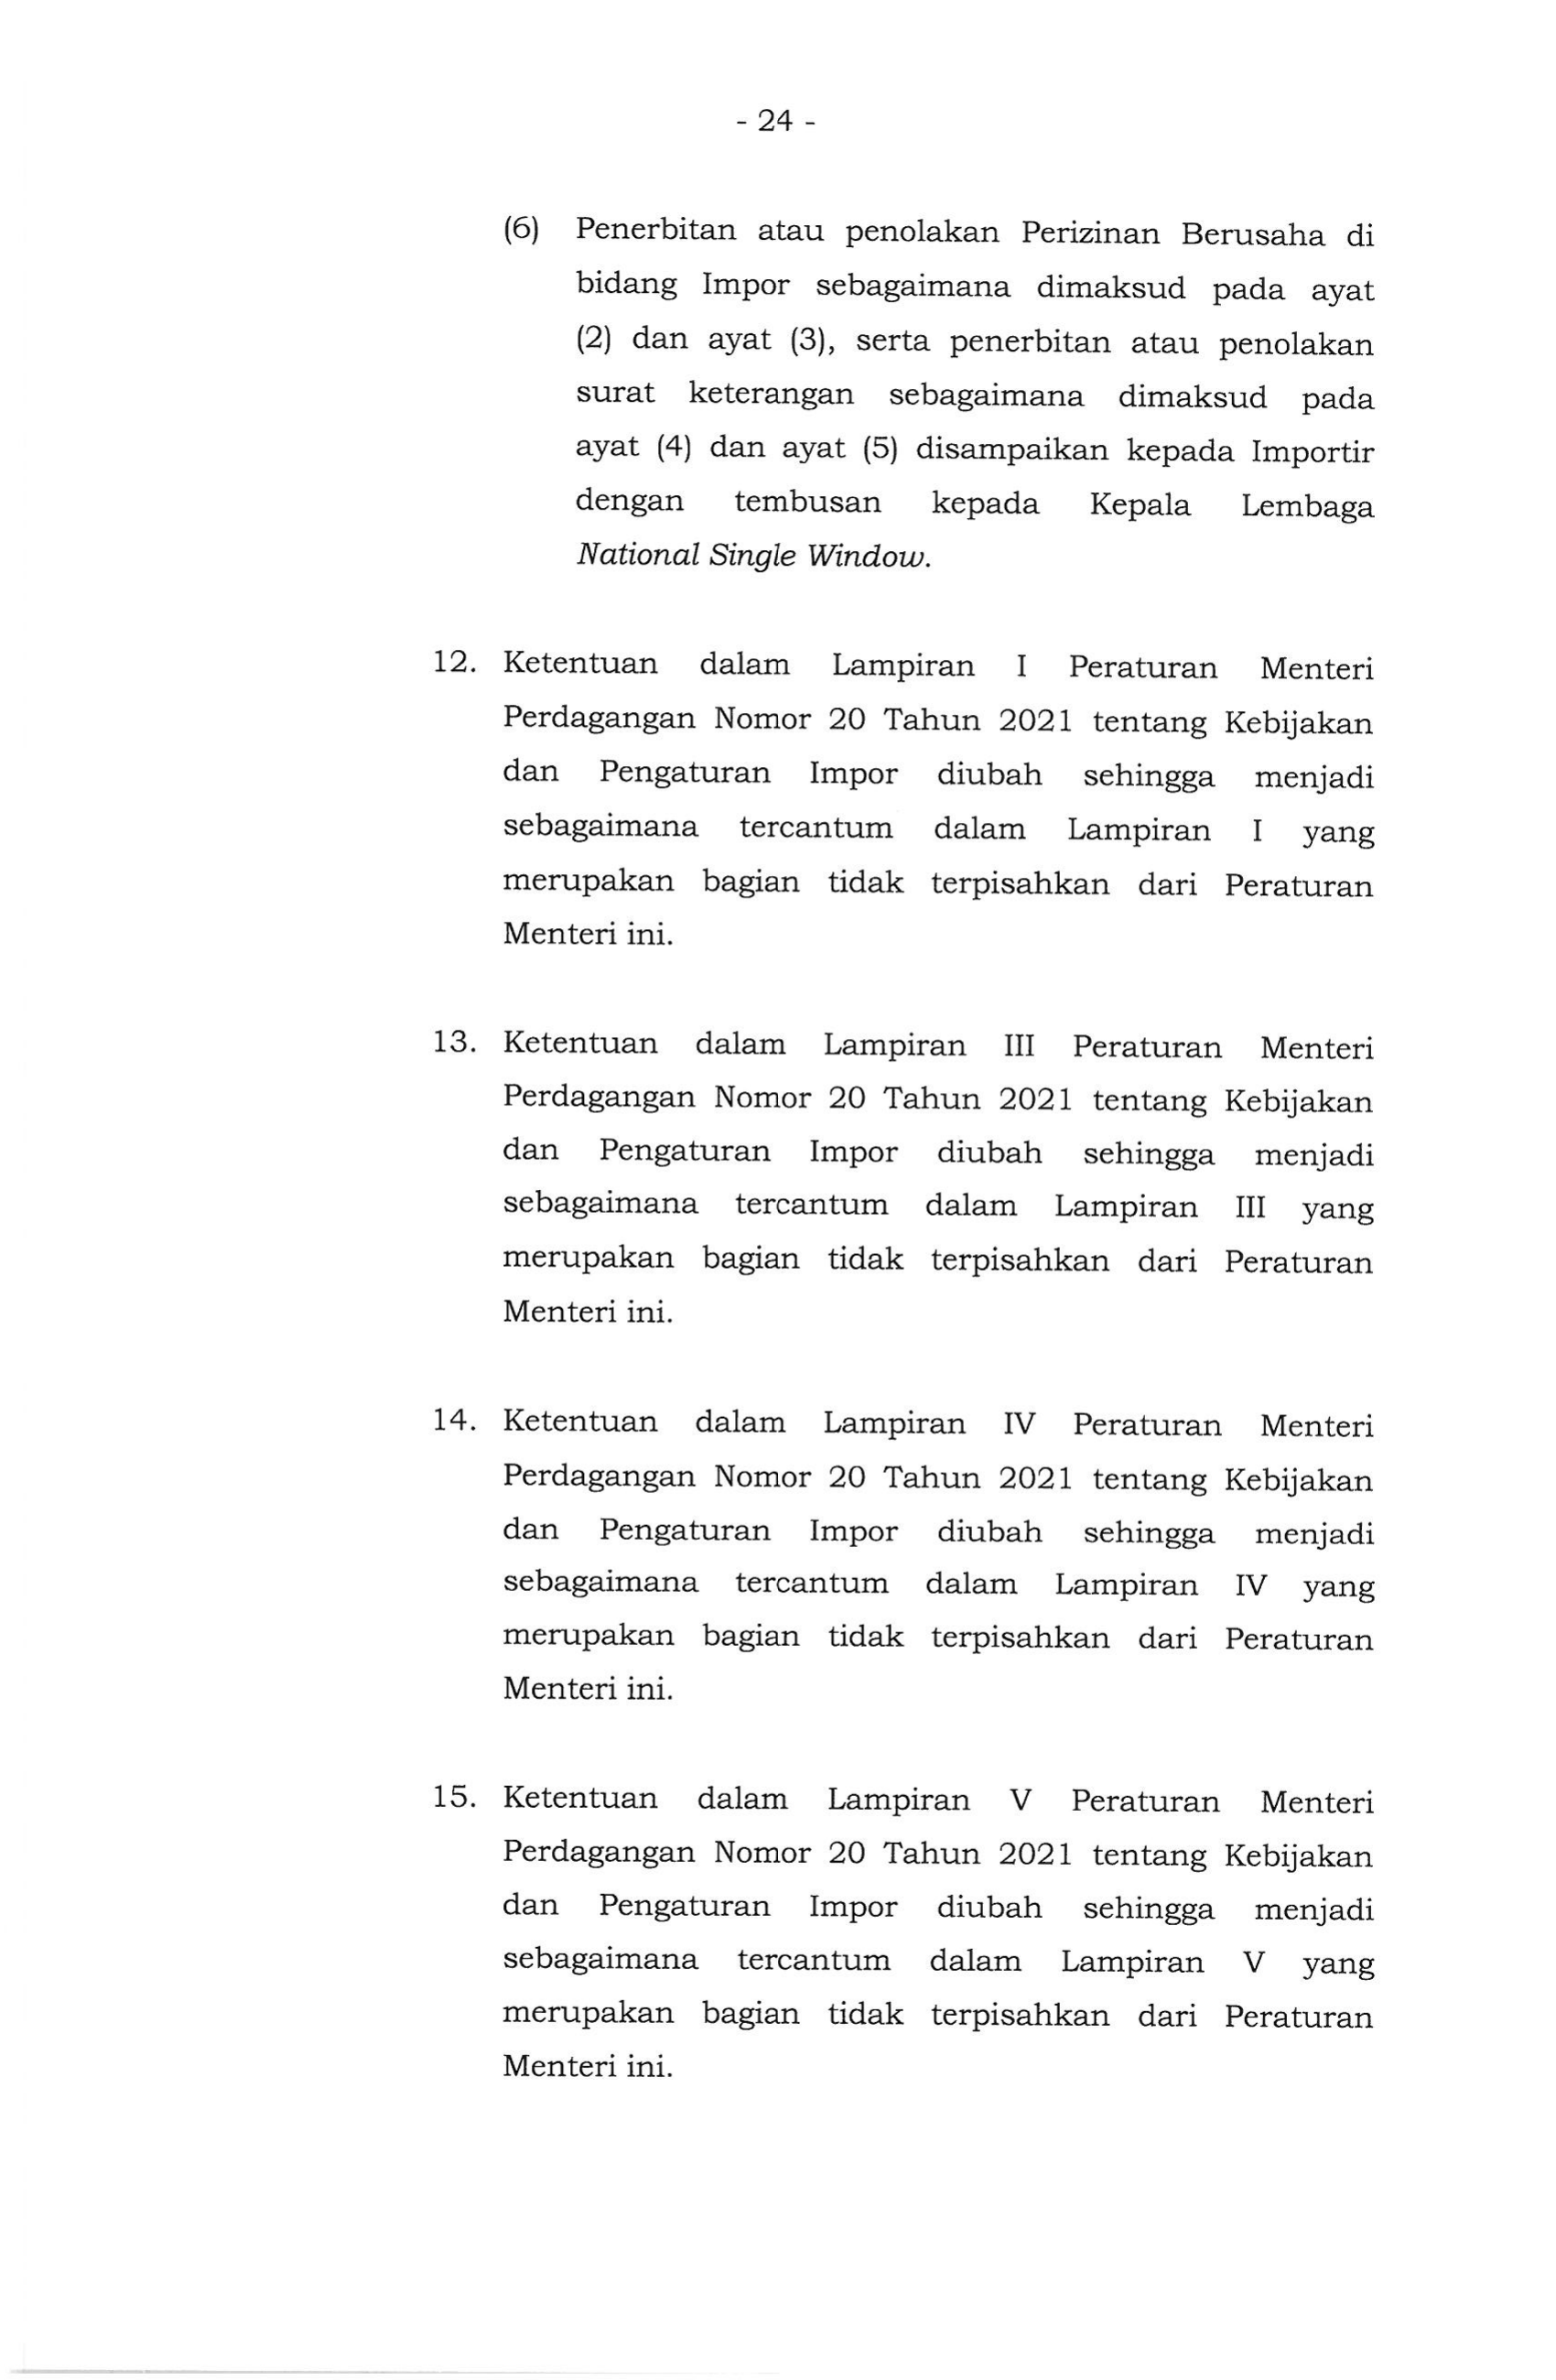 - 24 -
(6) Penerbitan atau penolakan Perizinan Berusaha di
bidang Impor sebagaimana dimaksud pada ayat
(2) dan ayat (3), serta penerbitan atau penolakan
surat keterangan sebagaimana dimaksud pada
ayat (4) dan ayat (5) disampaikan kepada Importir
dengan tembusan kepada Kepala Lembaga
National Single Window.
12. Ketentuan dalam Lampiran I Peraturan Menteri
Perdagangan Nomor 20 Tahun 2021 tentang Kebijakan
dan Pengaturan Impor diubah sehingga menjadi
sebagaimana tercantum dalam Lampiran I yang
merupakan bagian tidak terpisahkan dari Peraturan
Menteri ini.
13. Ketentuan dalam Lampiran III Peraturan Menteri
Perdagangan Nomor 20 Tahun 2021 tentang Kebijakan
dan Pengaturan Impor diubah sehingga menjadi
sebagaimana tercantum dalam Lampiran III yang
merupakan bagian tidak terpisahkan dari Peraturan
Menteri ini.
14. Ketentuan dalam Lampiran IV Peraturan Menteri
Perdagangan Nomor 20 Tahun 2021 tentang Kebijakan
dan Pengaturan Impor diubah sehingga menjadi
sebagaimana tercantum dalam Lampiran IV yang
merupakan bagian tidak terpisahkan dari Peraturan
Menteri ini.
15. Ketentuan dalam Lampiran V Peraturan Menteri
Perdagangan Nomor 20 Tahun 2021 tentang Kebijakan
dan Pengaturan Impor diubah sehingga menjadi
sebagaimana tercantum dalam Lampiran V yang
merupakan bagian tidak terpisahkan dari Peraturan
Menteri ini.